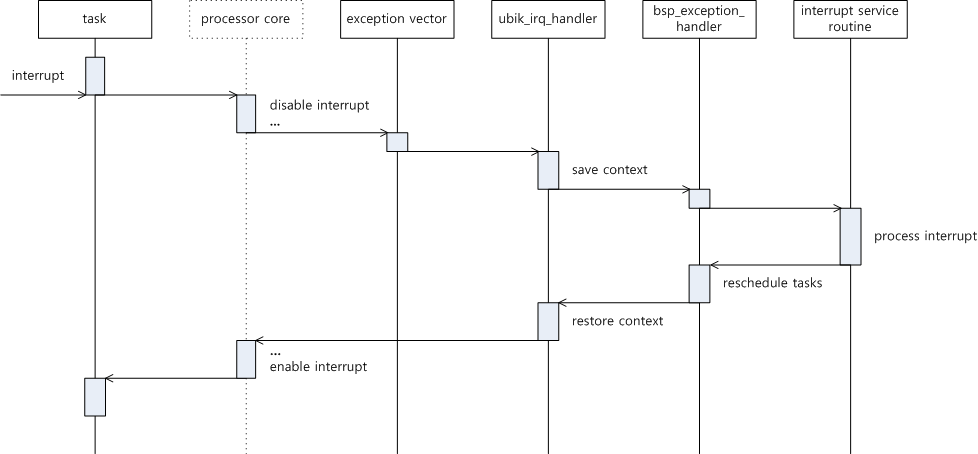 task
processor core
exception vector
ubik_irq_handler
bsp_exception_
handler
interrupt service
routine
interrupt
disable interrupt
...
save context
process interrupt
reschedule tasks
restore context
...
enable interrupt